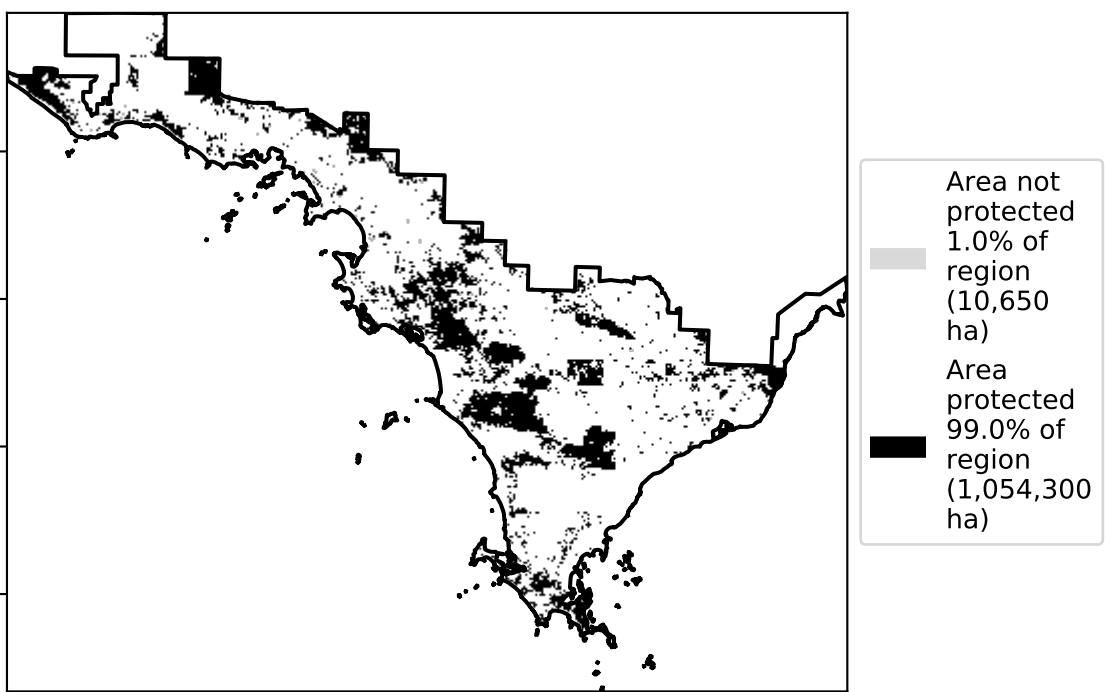 Area not
protected
1.0% of
region
(10,650
ha)
Area
protected
99.0% of
region
(1,054,300
ha)